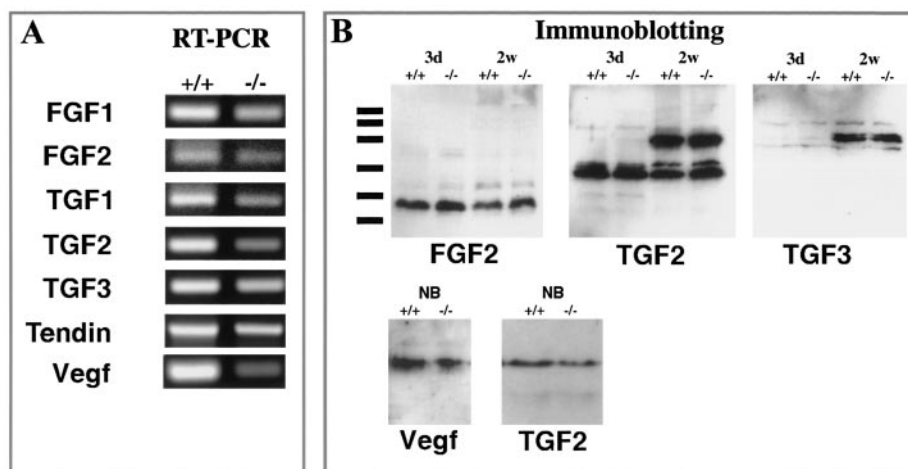 A
RT-PCR
+/+ -/-
FGF1
FGF2
TGF1
TGF2
TGF3
Tendin
Vegf
B
Immunoblotting
3d 2w
+/+ -/- +/+ -/-
FGF2
3d 2w
+/+ -/- +/+ -/-
TGF2
3d 2w
+/+ -/- +/+ -/-
TGF3
NB
+/+ -/-
Vegf
NB
+/+ -/-
TGF2